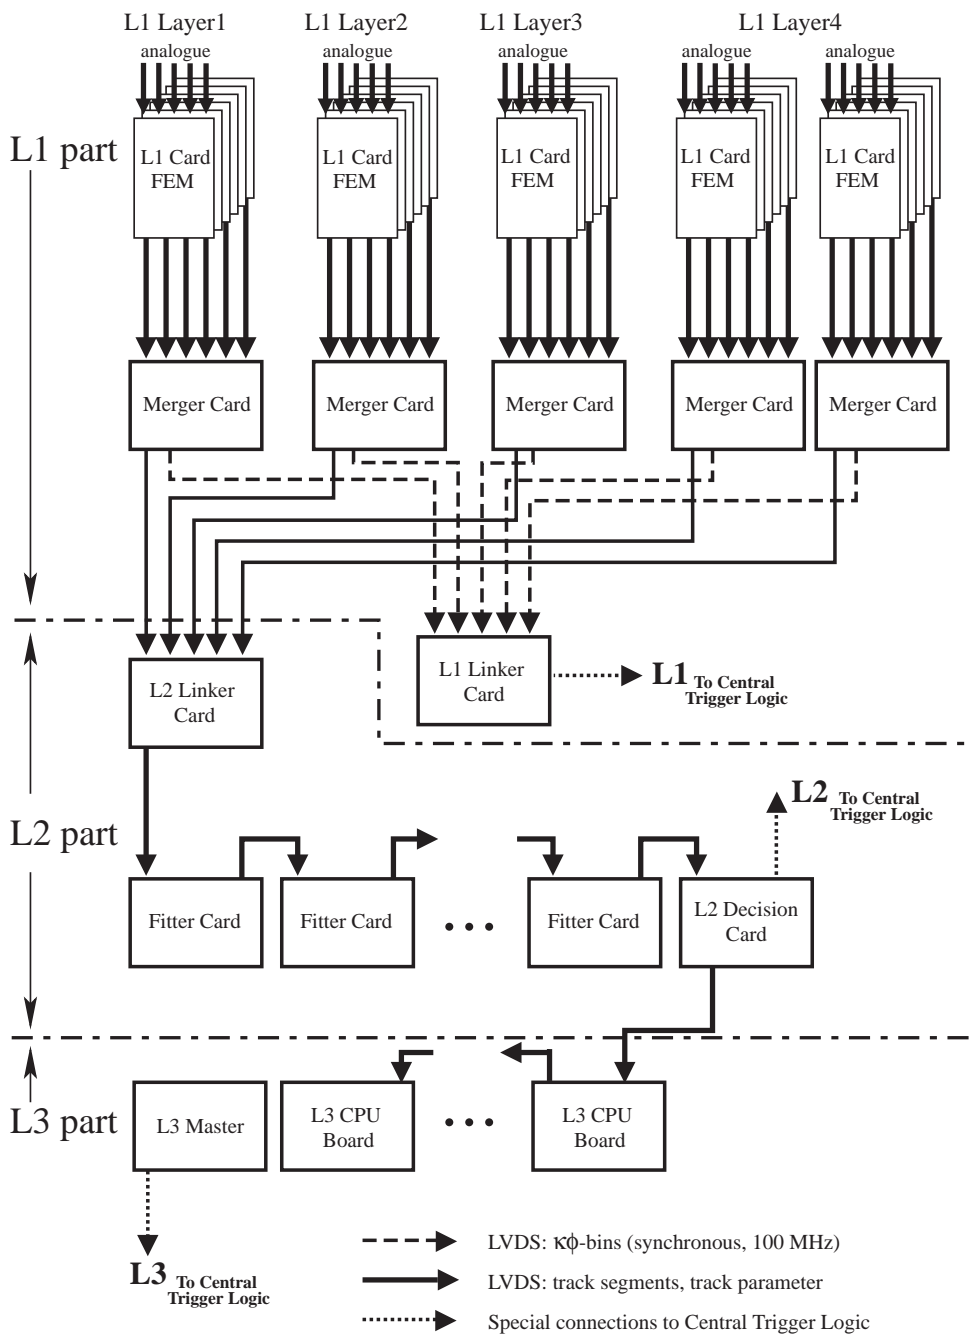 L1 Layer1
L1 Layer2
L1 Layer3
L1 Layer4
analogue
analogue
analogue
analogue
analogue
L1 part
L1 Card
FEM
L1 Card
FEM
L1 Card
FEM
L1 Card
FEM
L1 Card
FEM
Merger Card
Merger Card
Merger Card
Merger Card
Merger Card
L1 Linker
Card
L1 To Central
Trigger Logic
L2 Linker
Card
L2 part
L2 To Central
Trigger Logic
Fitter Card
Fitter Card
...
Fitter Card
L2 Decision
Card
L3 part
L3 Master
L3 CPU
Board
...
L3 CPU
Board
L3 To Central
Trigger Logic
LVDS: κϕ-bins (synchronous, 100 MHz)
LVDS: track segments, track parameter
Special connections to Central Trigger Logic